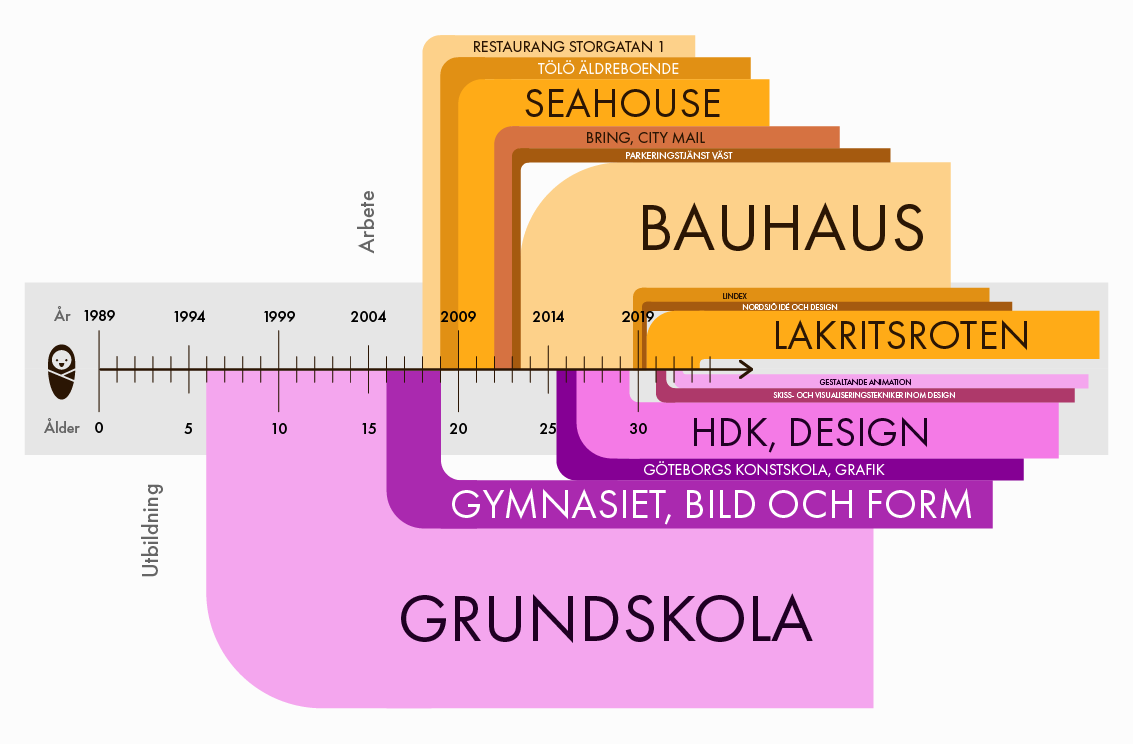 RESTAURANG STORGATAN 1
TÖLÖ ÄLDREBOENDE
SEAHOUSE
BRING, CITY MAIL
PARKERINGSTJÄNST VÄST
BAUHAUS
Arbete
LINDEX
NORDSJÖ IDÉ OCH DESIGN
LAKRITSROTEN
År 1989 1994 1999 2004 2009 2014 2019
GESTALTANDE ANIMATION
SKISS- OCH VISUALISERINGSTEKNIKER INOM DESIGN
Ålder 0 5 10 15 20 25 30
HDK, DESIGN
GÖTEBORGS KONSTSKOLA, GRAFIK
GYMNASIET, BILD OCH FORM
Utbildning
GRUNDSKOLA